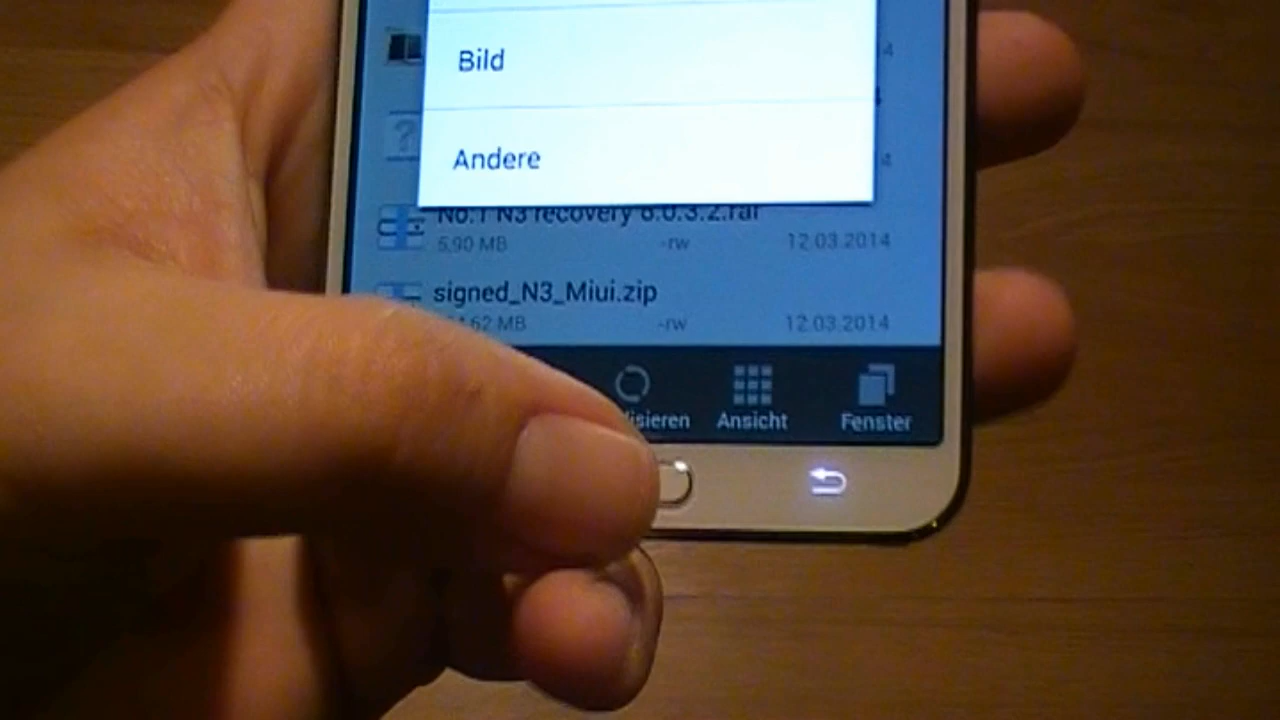 Bild
Andere
No.1 N3 recovery 6.0.3.2.rar
5,90 MB -rw 12.03.2014
signed_N3_Miui.zip
62 MB -rw 12.03.2014
lisieren Ansicht Fenster